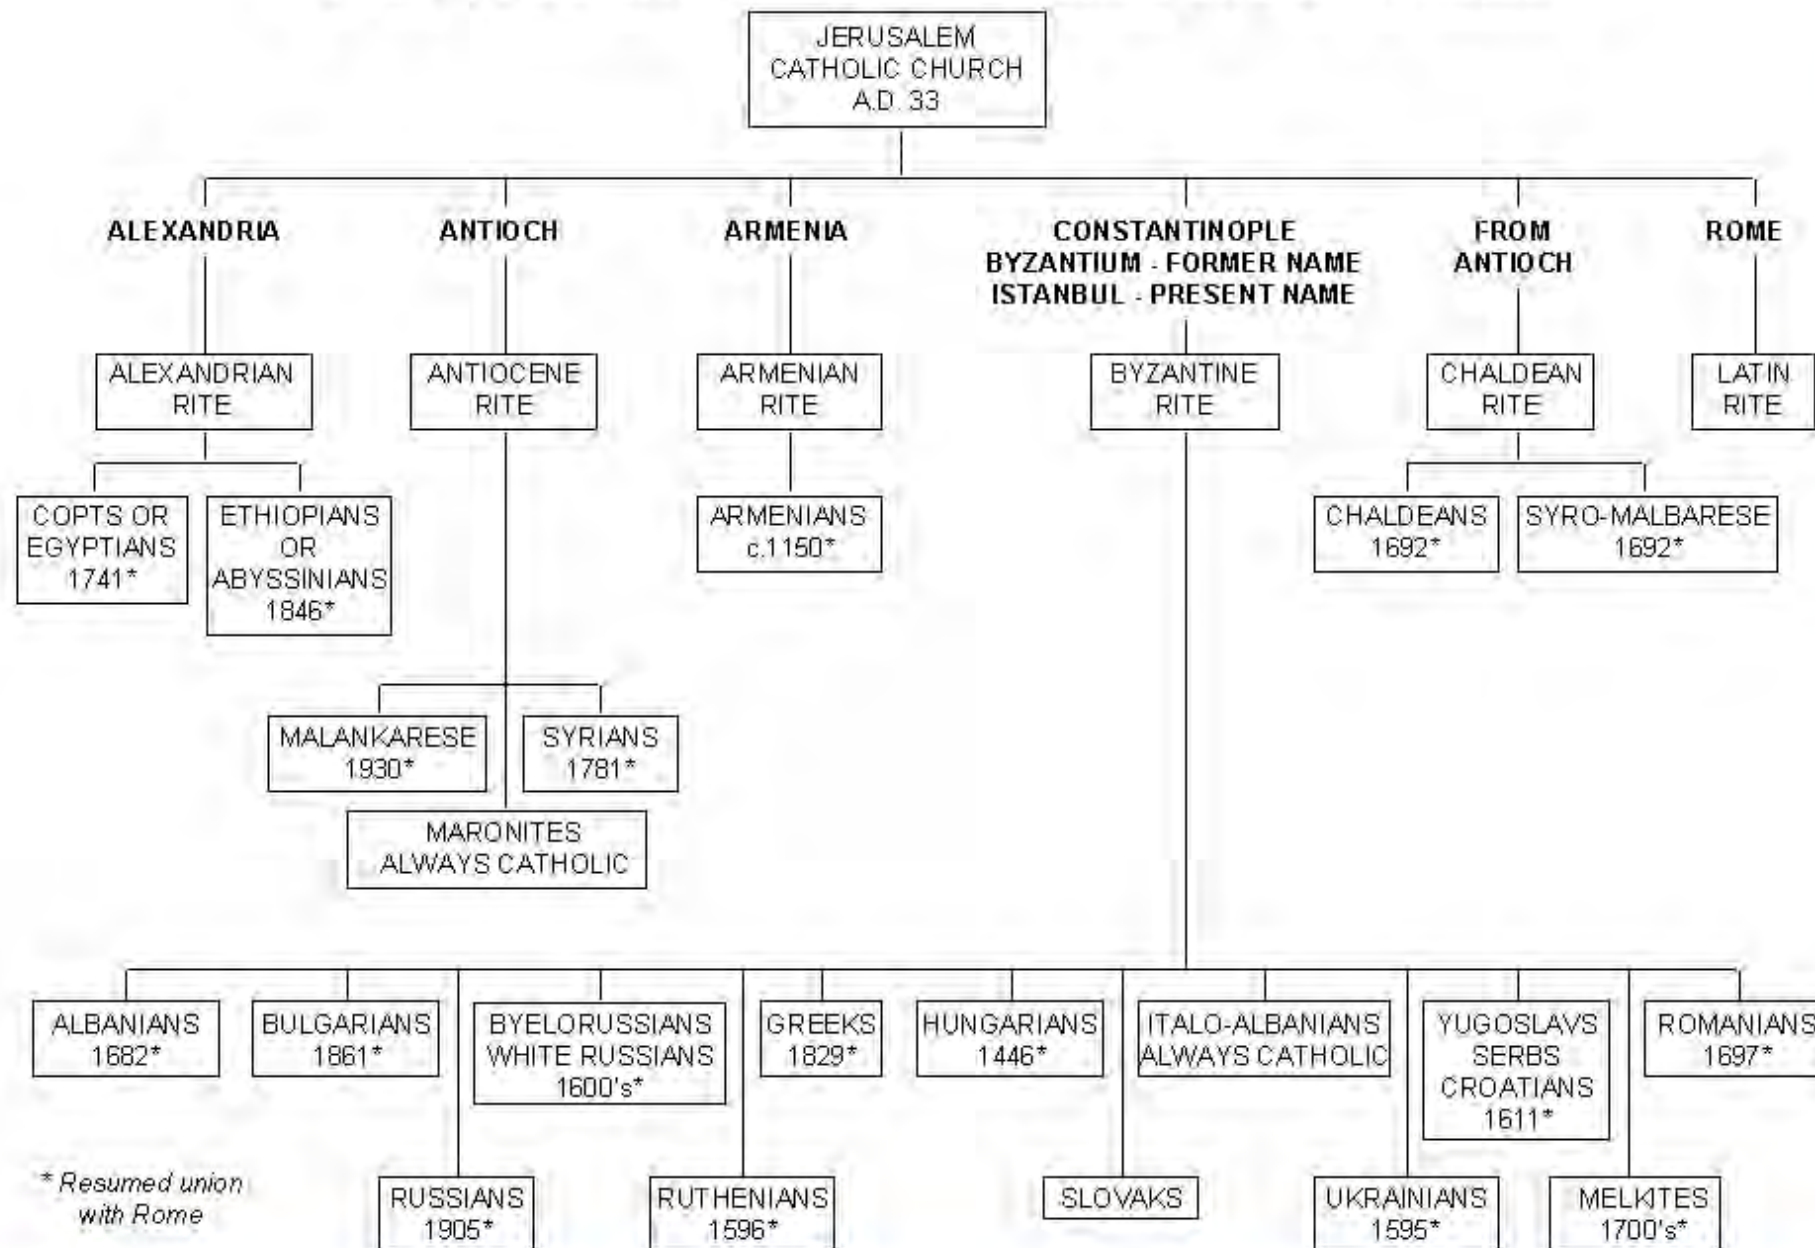 JERUSALEM
CATHOLIC CHURCH
A.D. 33
ALEXANDRIA
ANTIOCH
ARMENIA
CONSTANTINOPLE
BYZANTIUM - FORMER NAME
ISTANBUL - PRESENT NAME
FROM
ANTIOCH
ROME
ALEXANDRIAN
RITE
ANTIOCENE
RITE
ARMENIAN
RITE
BYZANTINE
RITE
CHALDEAN
RITE
LATIN
RITE
COPTS OR
EGYPTIANS
1741*
ETHIOPIANS
OR
ABYSSINIANS
1846*
ARMENIANS
c.1150*
CHALDEANS
1692*
SYRO-MALBARESE
1692*
MALANKARESE
1930*
SYRIANS
1781*
MARONITES
ALWAYS CATHOLIC
ALBANIANS
1682*
BULGARIANS
1861*
BYELORUSSIANS
WHITE RUSSIANS
1600's*
GREEKS
1829*
HUNGARIANS
1446*
ITALO-ALBANIANS
ALWAYS CATHOLIC
YUGOSLAVS
SERBS
CROATIANS
1611*
ROMANIANS
1697*
* Resumed union
with Rome
RUSSIANS
1905*
RUTHENIANS
1596*
SLOVAKS
UKRAINIANS
1595*
MELKITES
1700's*